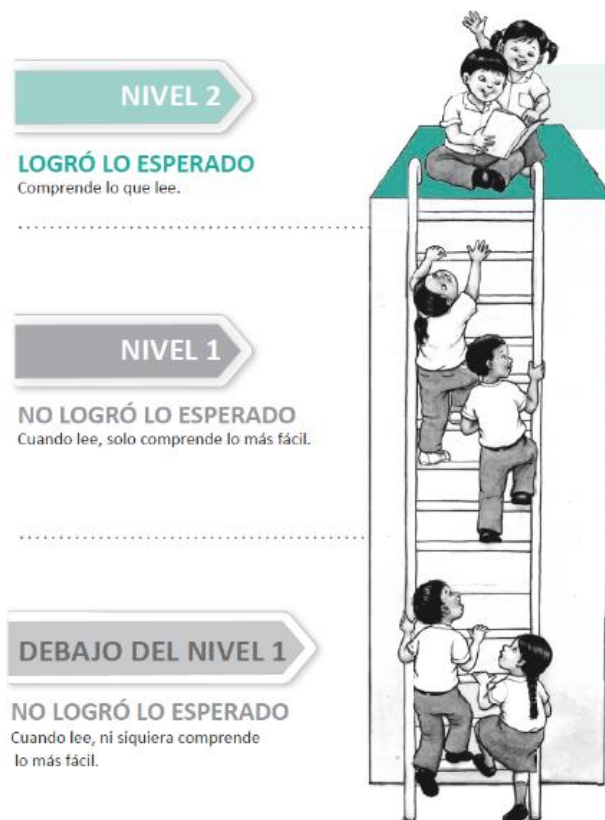 NIVEL 2
LOGRÓ LO ESPERADO
Comprende lo que lee.
NIVEL 1
NO LOGRÓ LO ESPERADO
Cuando lee, solo comprende lo más fácil.
DEBAJO DEL NIVEL 1
NO LOGRÓ LO ESPERADO
Cuando lee, ni siquiera comprende
lo más fácil.